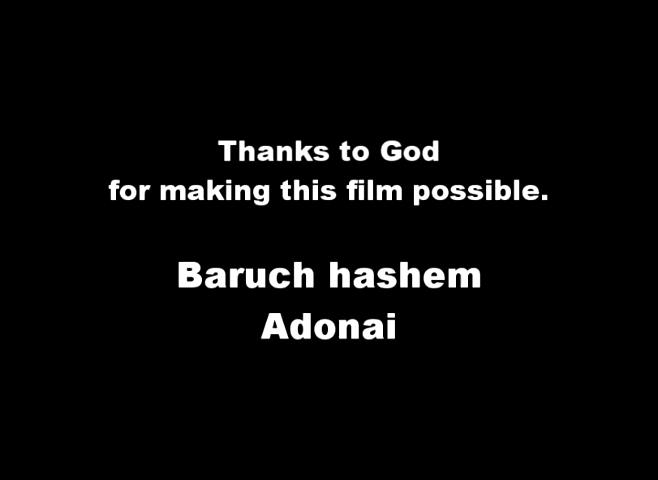 Thanks to God
for making this film possible.
Baruch hashem
Adonai